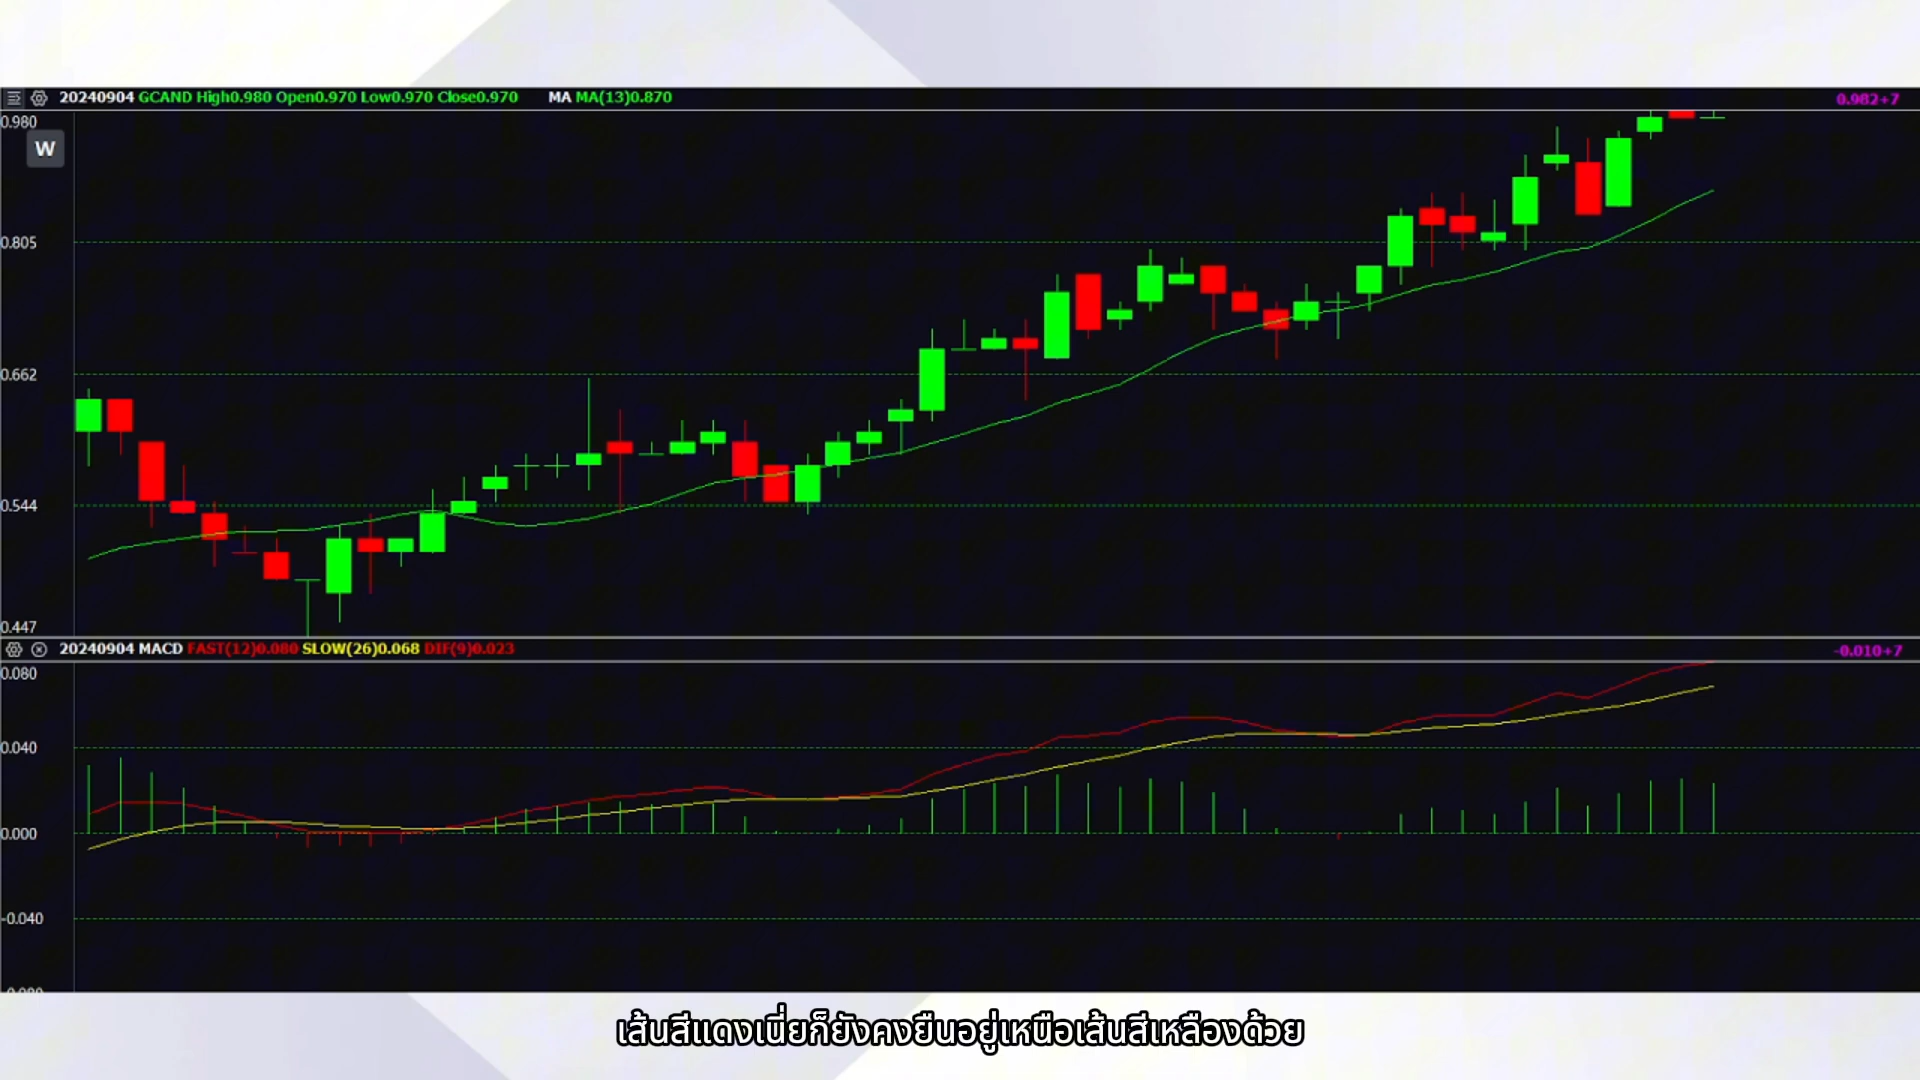 20240904 GCAND High0.980 Open0.970 Low0.970 Close0.970 MA MA(13)0.870
0.982+7
0.980
W
0.805
0.662
0.544
0.447
20240904 MACD FAST(12)0.080 SLOW(26)0.068 DIF(9)0.023
-0.010+7
0.080
0.040
0.000
-0.040
เส้นสีแดงเนี่ยก็ยังคงยืนอยู่เหนือเส้นสีเหลืองด้วย